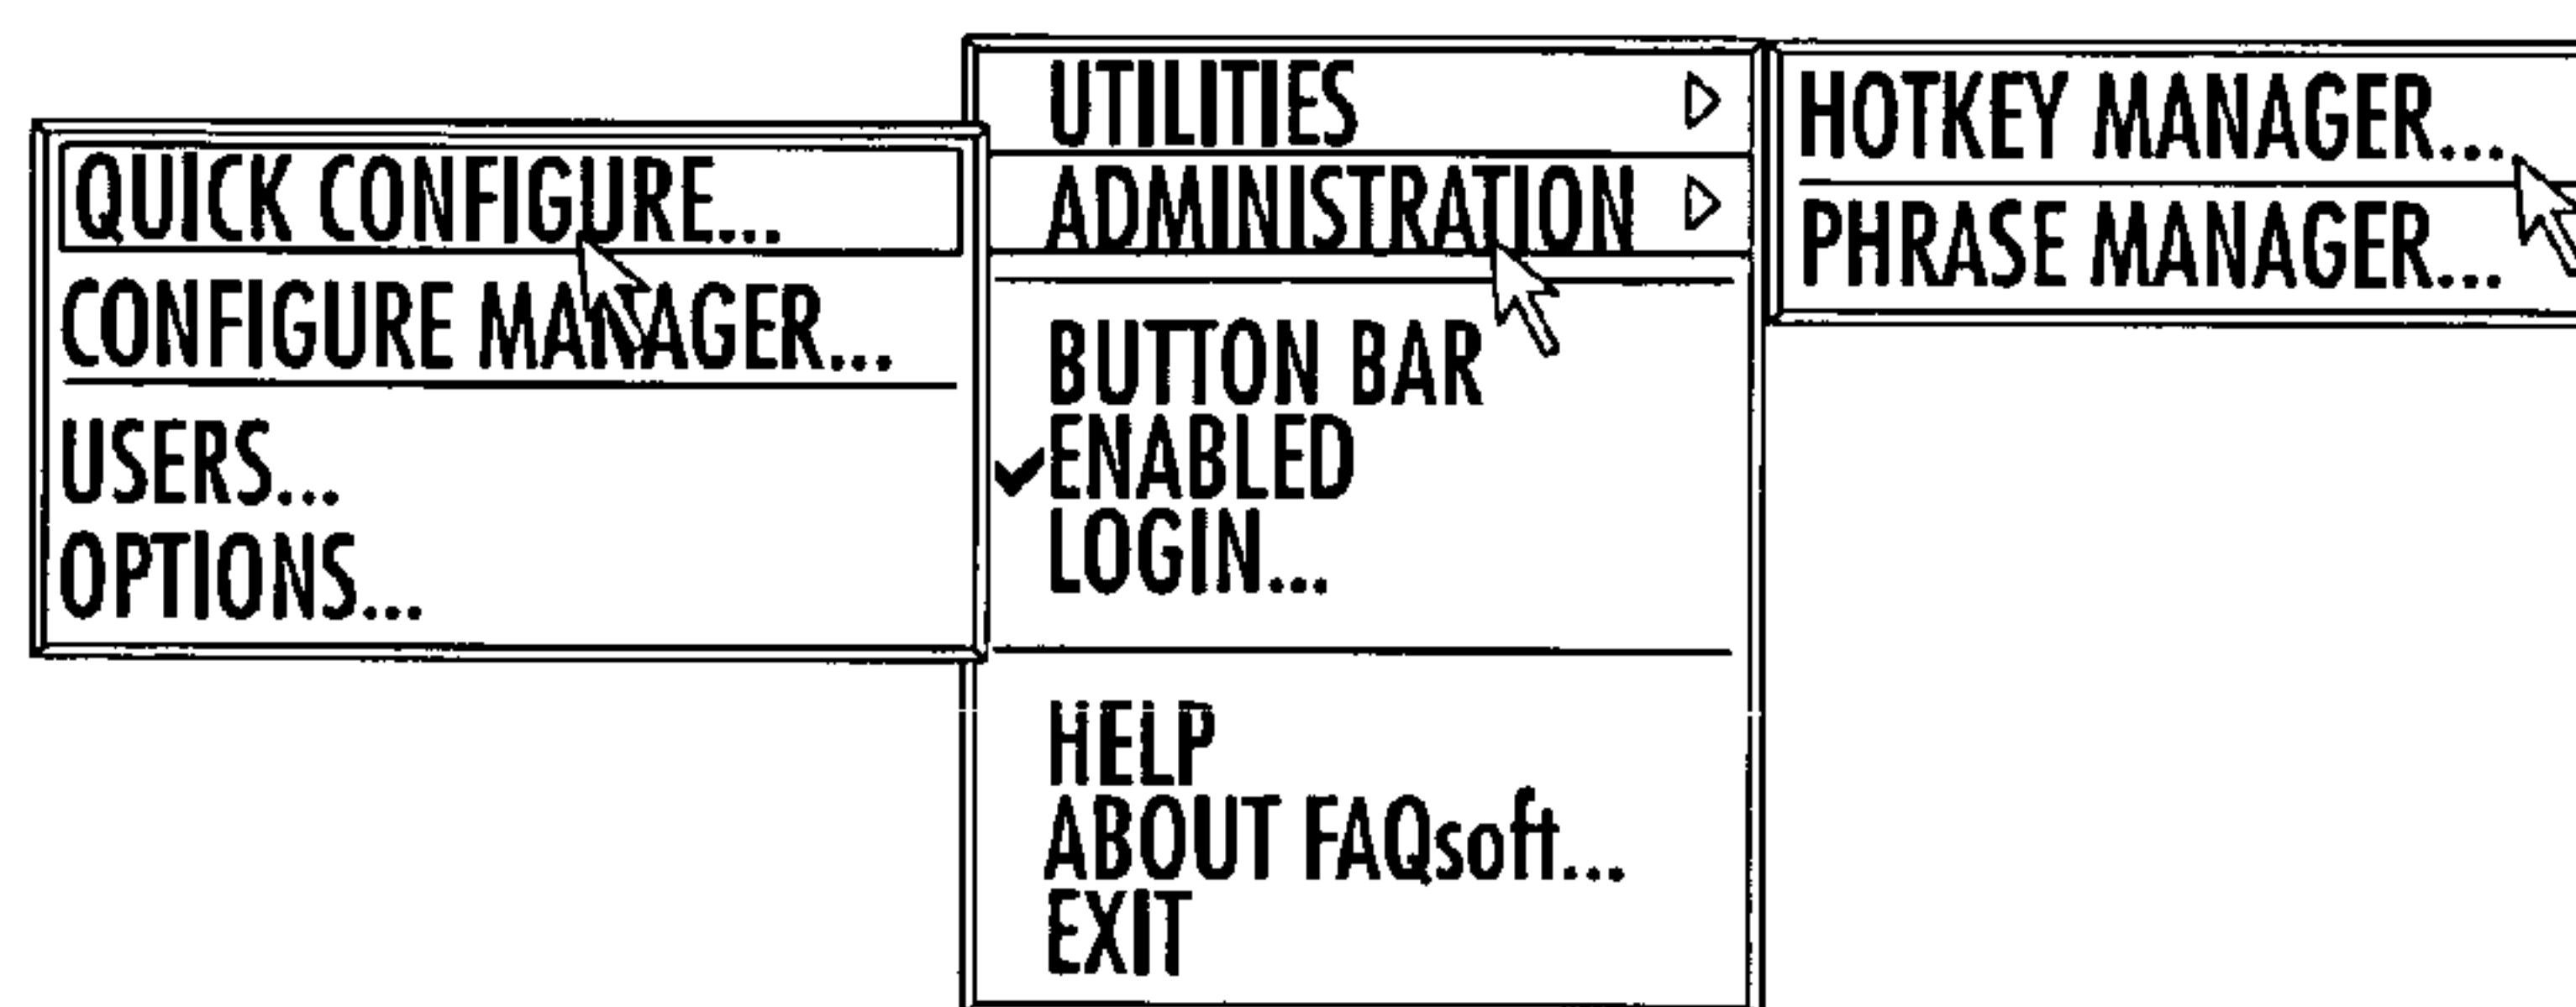 QUICK CONFIGURE...
CONFIGURE MANAGER...
USERS...
OPTIONS...
UTILITIES
ADMINISTRATION
BUTTON BAR
ENABLED
LOGIN...
HELP
ABOUT FAQsoft...
EXIT
HOTKEY MANAGER...
PHRASE MANAGER...